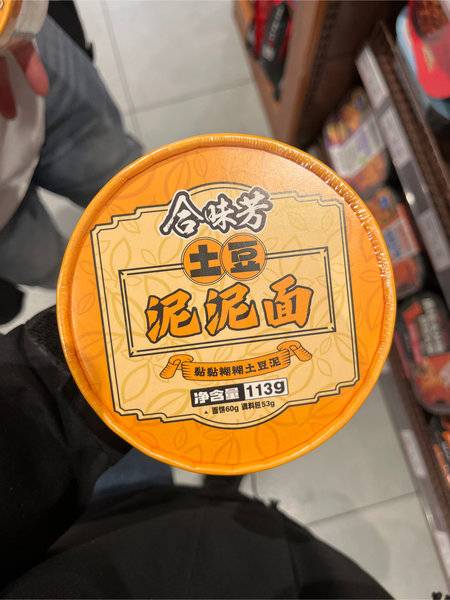 合味芳
土豆
泥泥面
黏黏糊糊土豆泥
净含量 113g
▲ 面饼60g 调料包53g